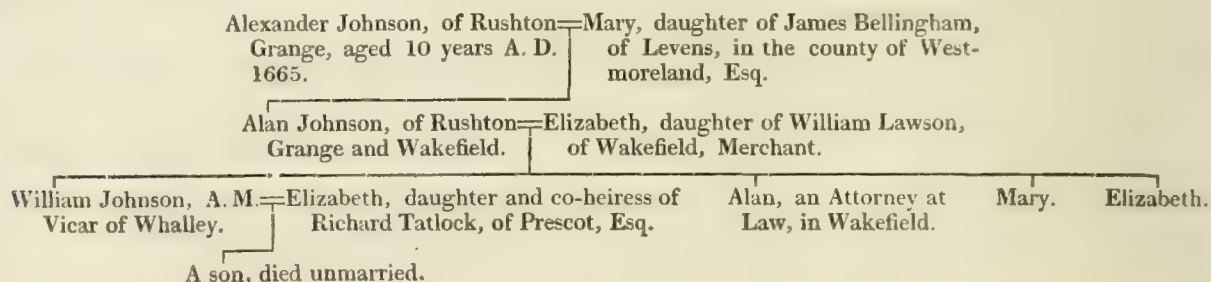 Alexander Johnson, of Rushton Mary, daughter of James Bellingham,
Grange, aged 10 years A. D. of Levens, in the county of West-
1665. moreland, Esq.
Alan Johnson, of Rushton Elizabeth, daughter of William Lawson,
Grange and Wakefield. of Wakefield, Merchant.
William Johnson, A. M. Elizabeth, daughter and co-heiress of Alan, an Attorney at Mary. Elizabeth.
Vicar of Whalley. Richard Tatlock, of Prescot, Esq. Law, in Wakefield.
A son, died unmarried.